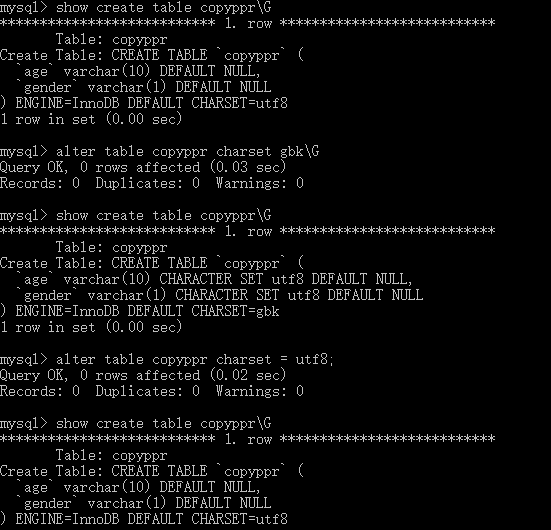 mysql> show create table copyppr\G
*************************** 1. row ***************************
       Table: copyppr
Create Table: CREATE TABLE `copyppr` (
  `age` varchar(10) DEFAULT NULL,
  `gender` varchar(1) DEFAULT NULL
) ENGINE=InnoDB DEFAULT CHARSET=utf8
1 row in set (0.00 sec)

mysql> alter table copyppr charset gbk\G
Query OK, 0 rows affected (0.03 sec)
Records: 0  Duplicates: 0  Warnings: 0

mysql> show create table copyppr\G
*************************** 1. row ***************************
       Table: copyppr
Create Table: CREATE TABLE `copyppr` (
  `age` varchar(10) CHARACTER SET utf8 DEFAULT NULL,
  `gender` varchar(1) CHARACTER SET utf8 DEFAULT NULL
) ENGINE=InnoDB DEFAULT CHARSET=gbk
1 row in set (0.00 sec)

mysql> alter table copyppr charset = utf8;
Query OK, 0 rows affected (0.02 sec)
Records: 0  Duplicates: 0  Warnings: 0

mysql> show create table copyppr\G
*************************** 1. row ***************************
       Table: copyppr
Create Table: CREATE TABLE `copyppr` (
  `age` varchar(10) DEFAULT NULL,
  `gender` varchar(1) DEFAULT NULL
) ENGINE=InnoDB DEFAULT CHARSET=utf8